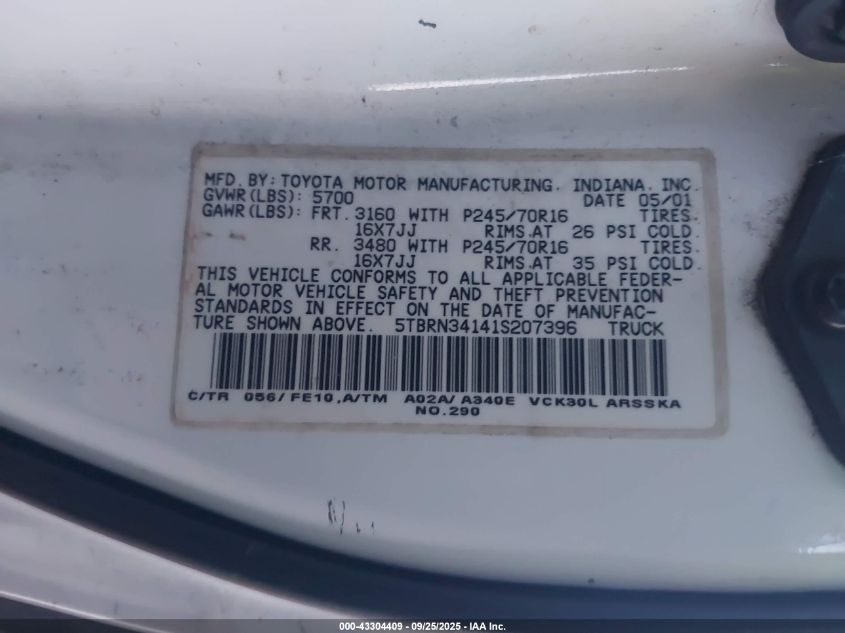 MFD. BY: TOYOTA MOTOR MANUFACTURING. INDIANA. INC.
GVWR(LBS): 5700 DATE 05/01
GAWR(LBS): FRT. 3160 WITH P245/70R16 TIRES.
16X7JJ RIMS.AT 26 PSI COLD.
RR. 3480 WITH P245/70R16 TIRES.
16X7JJ RIMS.AT 35 PSI COLD.
THIS VEHICLE CONFORMS TO ALL APPLICABLE FEDER-
AL MOTOR VEHICLE SAFETY AND THEFT PREVENTION
STANDARDS IN EFFECT ON THE DATE OF MANUFAC-
TURE SHOWN ABOVE. 5TBRN34141S207396 TRUCK
C/TR 056/FE10,A/TM A02A/A340E VCK30L ARSSKA
NO.290
000-43304409 - 09/25/2025 - IAA Inc.